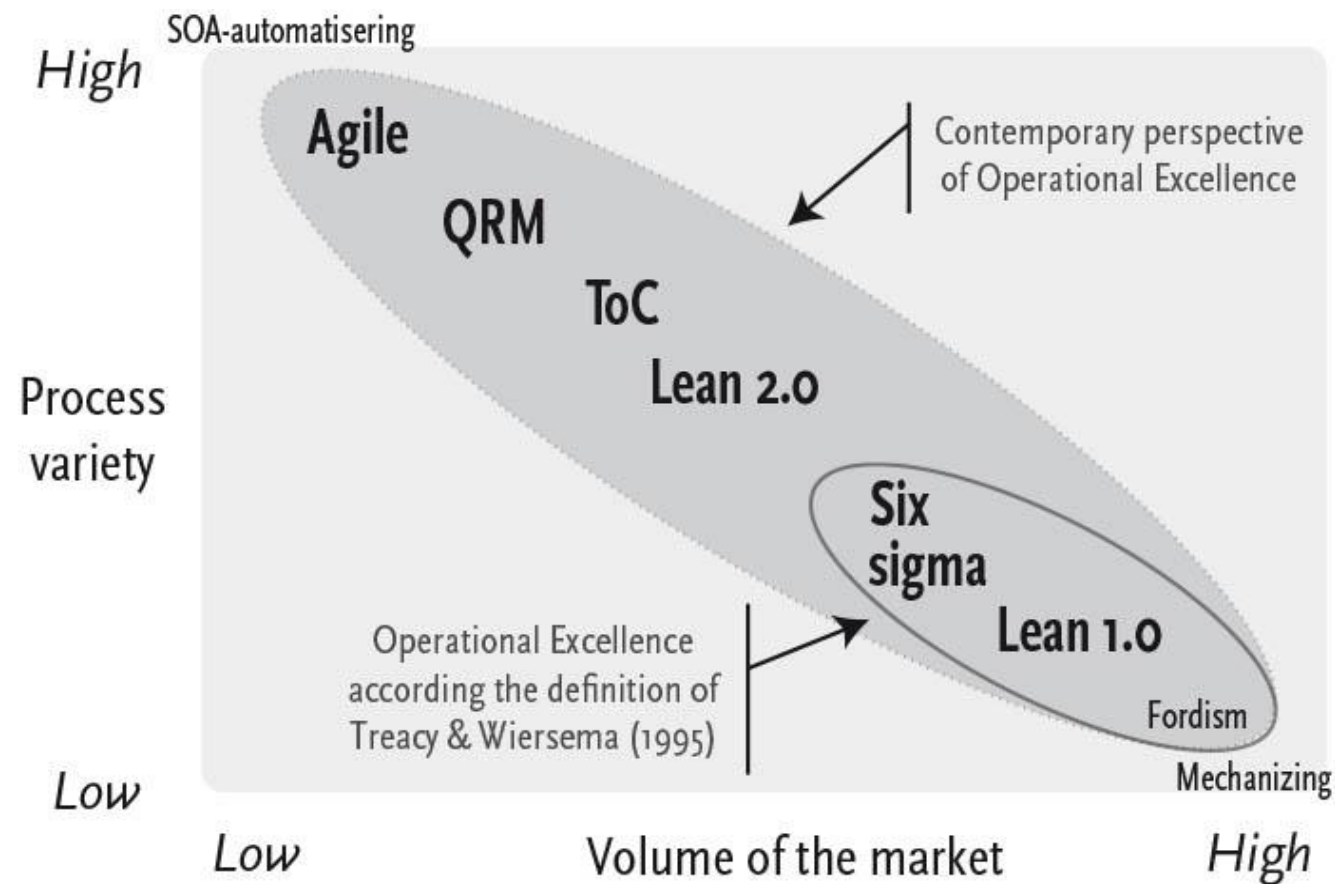 SOA-automatisering
High
Agile
Contemporary perspective
of Operational Excellence
QRM
ToC
Lean 2.0
Process
variety
Six
sigma
Lean 1.0
Operational Excellence
according the definition of
Treacy & Wiersema (1995)
Fordism
Mechanizing
Low
Low
Volume of the market
High